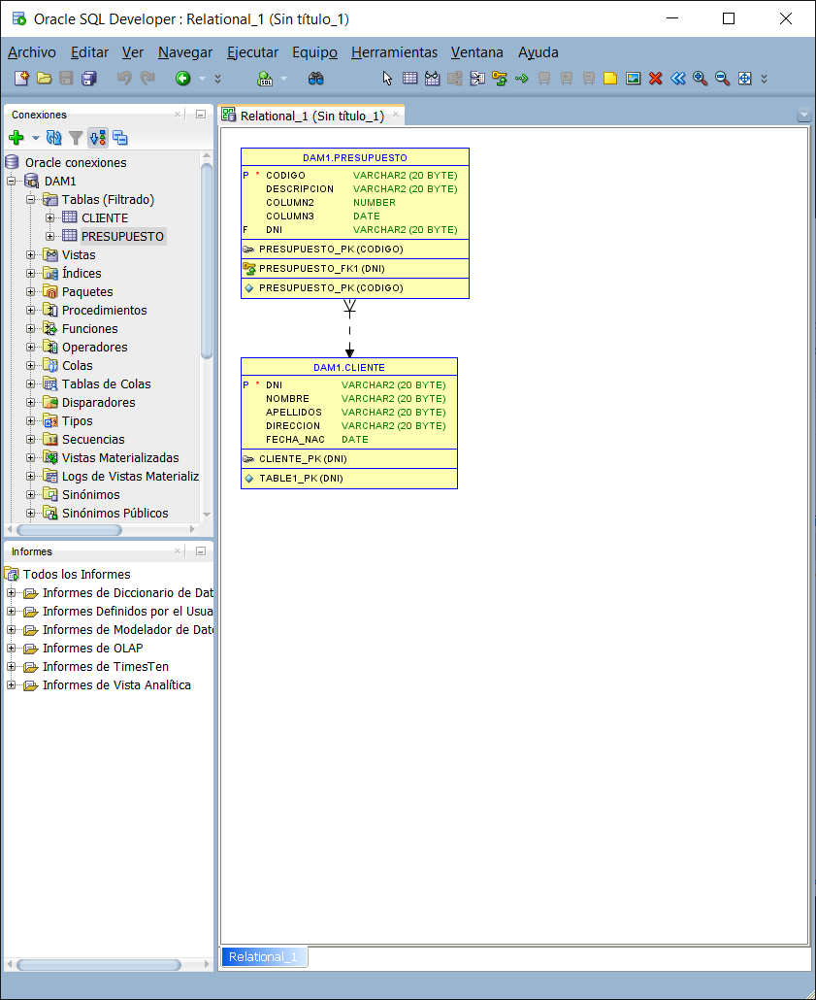 Oracle SQL Developer : Relational_1 (Sin título_1)
Archivo Editar Ver Navegar Ejecutar Equipo Herramientas Ventana Ayuda
SQL
Conexiones
Oracle conexiones
DAM1
Tablas (Filtrado)
CLIENTE
PRESUPUESTO
Vistas
Índices
Paquetes
Procedimientos
Funciones
Operadores
Colas
Tablas de Colas
Disparadores
Tipos
Secuencias
Vistas Materializadas
Logs de Vistas Materializ
Sinónimos
Sinónimos Públicos
Informes
Todos los Informes
Informes de Diccionario de Dat
Informes Definidos por el Usua
Informes de Modelador de Dato
Informes de OLAP
Informes de TimesTen
Informes de Vista Analítica
Relational_1 (Sin título_1)
DAM1.PRESUPUESTO
P * CODIGO VARCHAR2 (20 BYTE)
DESCRIPCION VARCHAR2 (20 BYTE)
COLUMN2 NUMBER
COLUMN3 DATE
F DNI VARCHAR2 (20 BYTE)
PRESUPUESTO_PK (CODIGO)
PRESUPUESTO_FK1 (DNI)
PRESUPUESTO_PK (CODIGO)
DAM1.CLIENTE
P * DNI VARCHAR2 (20 BYTE)
NOMBRE VARCHAR2 (20 BYTE)
APELLIDOS VARCHAR2 (20 BYTE)
DIRECCION VARCHAR2 (20 BYTE)
FECHA_NAC DATE
CLIENTE_PK (DNI)
TABLE1_PK (DNI)
Relational_1